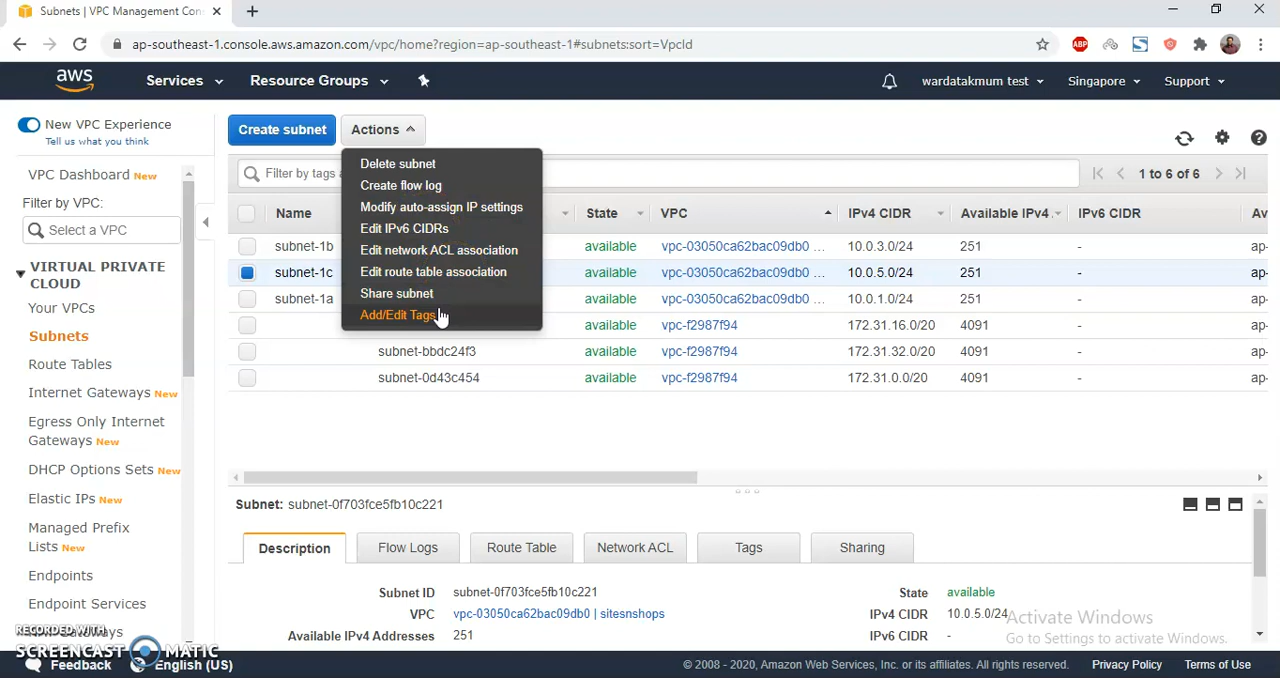 Subnets | VPC Management Con
ap-southeast-1.console.aws.amazon.com/vpc/home?region=ap-southeast-1#subnets:sort=VpcId
ABP
aws Services Resource Groups wardatakmum test Singapore Support
New VPC Experience
Tell us what you think
Create subnet Actions
VPC Dashboard New
Filter by VPC:
Select a VPC
VIRTUAL PRIVATE
CLOUD
Your VPCs
Subnets
Route Tables
Internet Gateways New
Egress Only Internet
Gateways New
DHCP Options Sets New
Elastic IPs New
Managed Prefix
Lists New
Endpoints
Endpoint Services
Filter by tags
1 to 6 of 6
Delete subnet
Create flow log
Modify auto-assign IP settings
Edit IPv6 CIDRs
Edit network ACL association
Edit route table association
Share subnet
Add/Edit Tags
Name State VPC IPv4 CIDR Available IPv4 IPv6 CIDR Av
subnet-1b available vpc-03050ca62bac09db0 ... 10.0.3.0/24 251 - ap-
subnet-1c available vpc-03050ca62bac09db0 ... 10.0.5.0/24 251 - ap-
subnet-1a available vpc-03050ca62bac09db0 ... 10.0.1.0/24 251 - ap-
available vpc-f2987f94 172.31.16.0/20 4091 - ap-
subnet-bbdc24f3 available vpc-f2987f94 172.31.32.0/20 4091 - ap-
subnet-0d43c454 available vpc-f2987f94 172.31.0.0/20 4091 - ap-
Subnet: subnet-0f703fce5fb10c221
Description Flow Logs Route Table Network ACL Tags Sharing
Subnet ID subnet-0f703fce5fb10c221 State available
VPC vpc-03050ca62bac09db0 | sitesnshops IPv4 CIDR 10.0.5.0/24
Available IPv4 Addresses 251 IPv6 CIDR -
Activate Windows
Go to Settings to activate Windows.
RECORDED WITH
SCREENCAST MATIC
Feedback English (US) © 2008 - 2020, Amazon Web Services, Inc. or its affiliates. All rights reserved. Privacy Policy Terms of Use